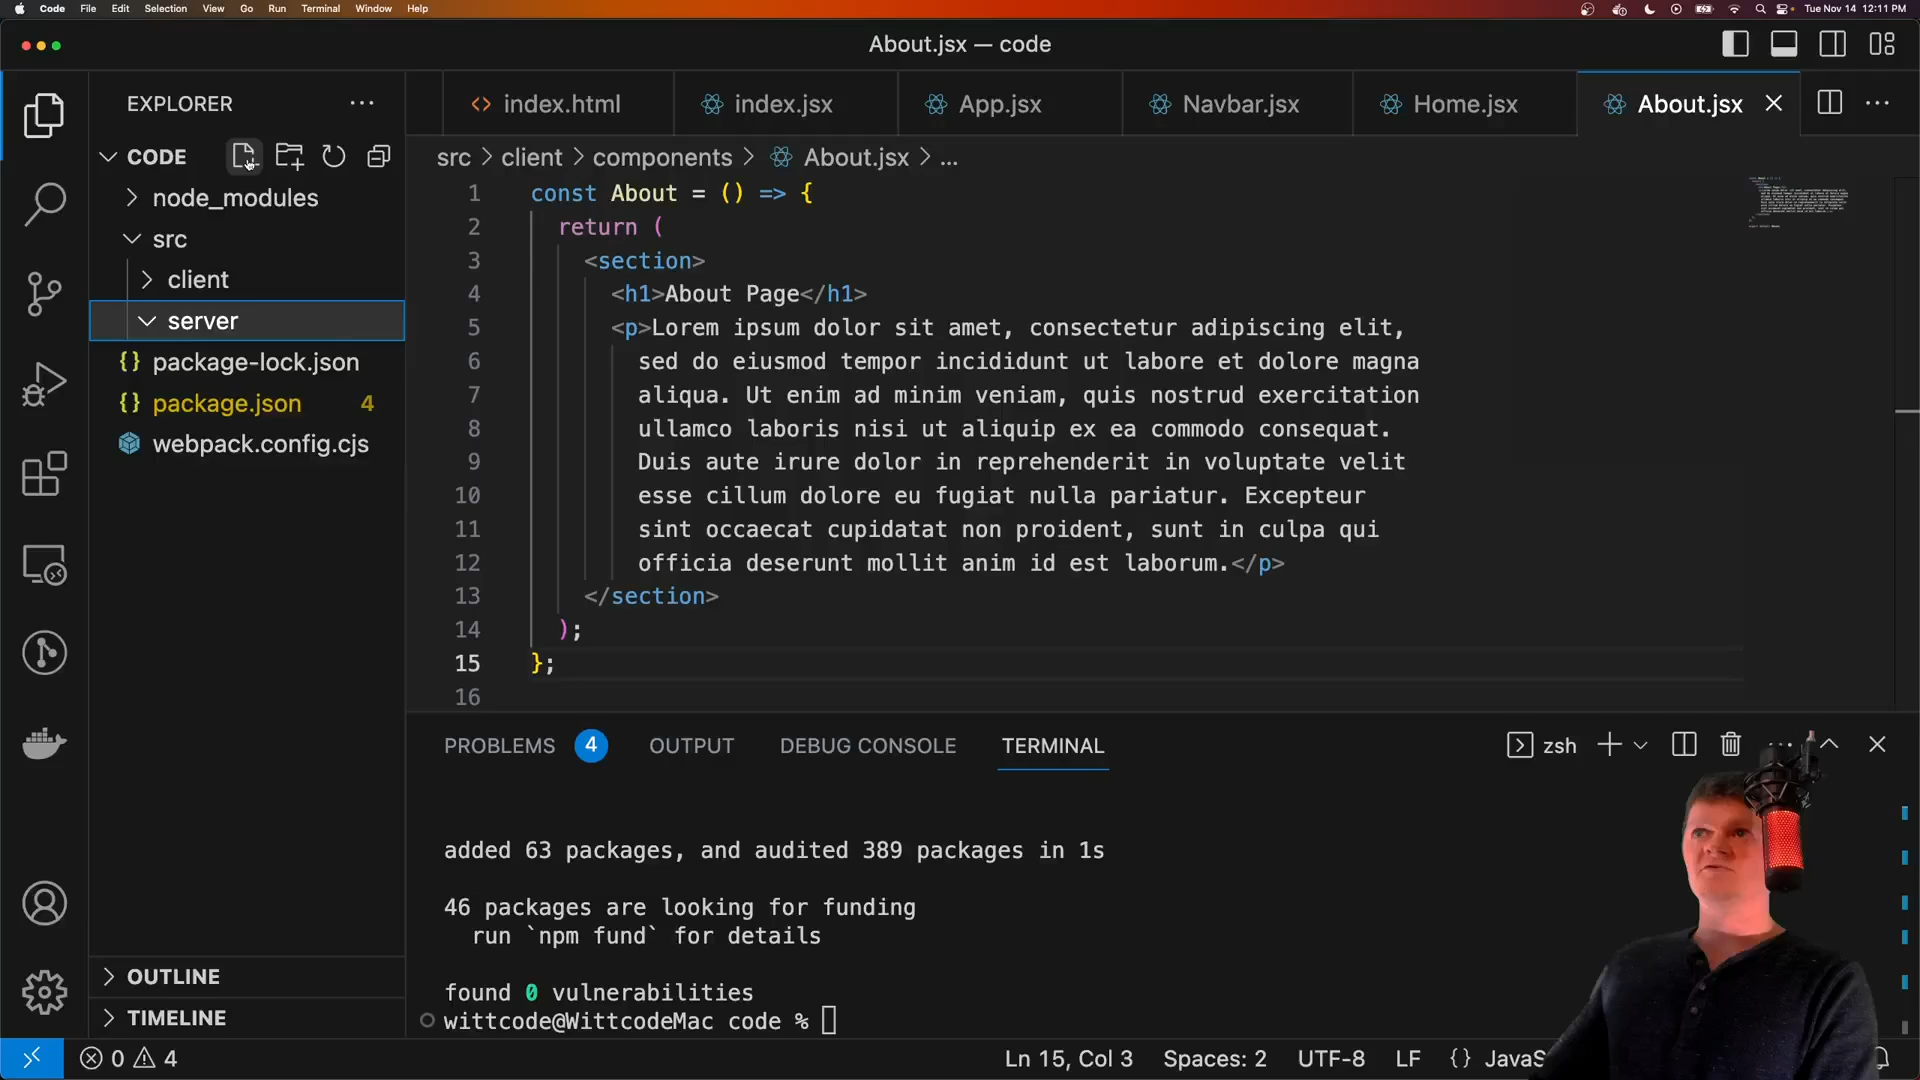 Code File Edit Selection View Go Run Terminal Window Help Tue Nov 14 12:11 PM
About.jsx — code
EXPLORER
CODE
node_modules
src
client
server
package-lock.json
package.json 4
webpack.config.cjs
OUTLINE
TIMELINE
index.html index.jsx App.jsx Navbar.jsx Home.jsx About.jsx
src > client > components > About.jsx > ...
1 const About = () => {
2 return (
3 <section>
4 <h1>About Page</h1>
5 <p>Lorem ipsum dolor sit amet, consectetur adipiscing elit,
6 sed do eiusmod tempor incididunt ut labore et dolore magna
7 aliqua. Ut enim ad minim veniam, quis nostrud exercitation
8 ullamco laboris nisi ut aliquip ex ea commodo consequat.
9 Duis aute irure dolor in reprehenderit in voluptate velit
10 esse cillum dolore eu fugiat nulla pariatur. Excepteur
11 sint occaecat cupidatat non proident, sunt in culpa qui
12 officia deserunt mollit anim id est laborum.</p>
13 </section>
14 );
15 };
16
PROBLEMS 4 OUTPUT DEBUG CONSOLE TERMINAL zsh
added 63 packages, and audited 389 packages in 1s
46 packages are looking for funding
run `npm fund` for details
found 0 vulnerabilities
wittcode@WittcodeMac code %
0 4 Ln 15, Col 3 Spaces: 2 UTF-8 LF {} JavaS